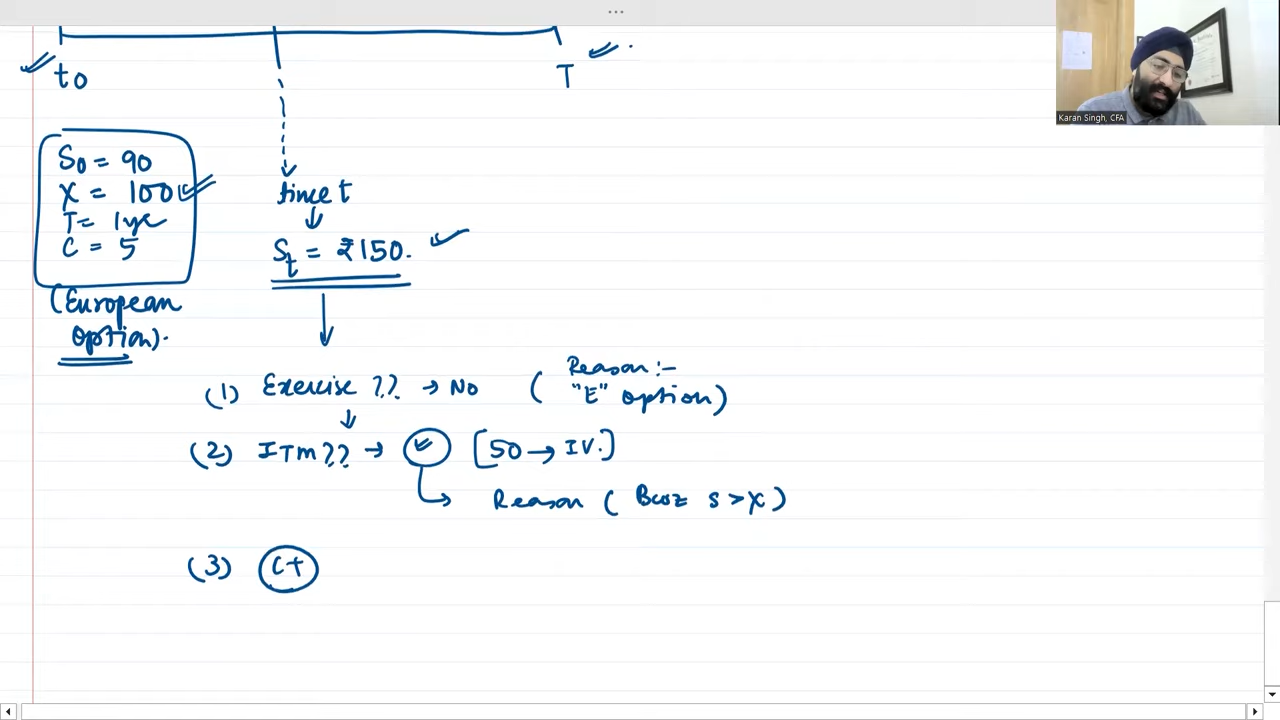 ...
t0
T
S0 = 90
X = 100
T = 1yr
C = 5
(European
Option).
time t
St = ₹150.
(1) Exercise ?? → No (Reason:-
"E" option)
(2) ITM?? → [50 → IV.]
Reason (Bcoz S > X)
(3) Ct
Karan Singh, CFA